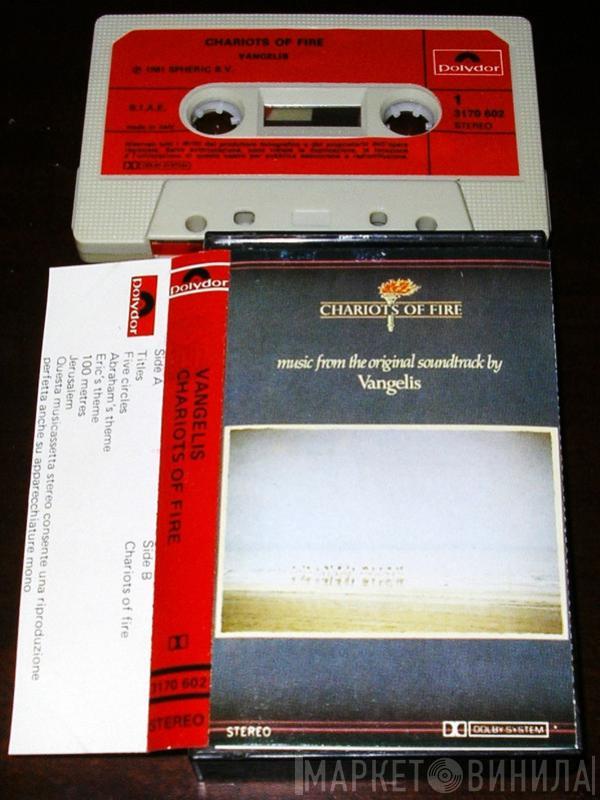 CHARIOTS OF FIRE
VANGELIS
℗ 1981 SPHERIC B.V.
polydor
S.I.A.E.
made in Italy
1
3170 602
STEREO
DOLBY SYSTEM
CHARIOTS OF FIRE
music from the original soundtrack by
Vangelis
STEREO
DOLBY SYSTEM
polydor
VANGELIS
CHARIOTS OF FIRE
3170 602
STEREO
polydor
Side A
Titles
Five circles
Abraham's theme
Eric's theme
100 metres
Jerusalem
Side B
Chariots of fire
Questa musicassetta stereo consente una riproduzione
perfetta anche su apparecchiature mono
МАРКЕТ ВИНИЛА